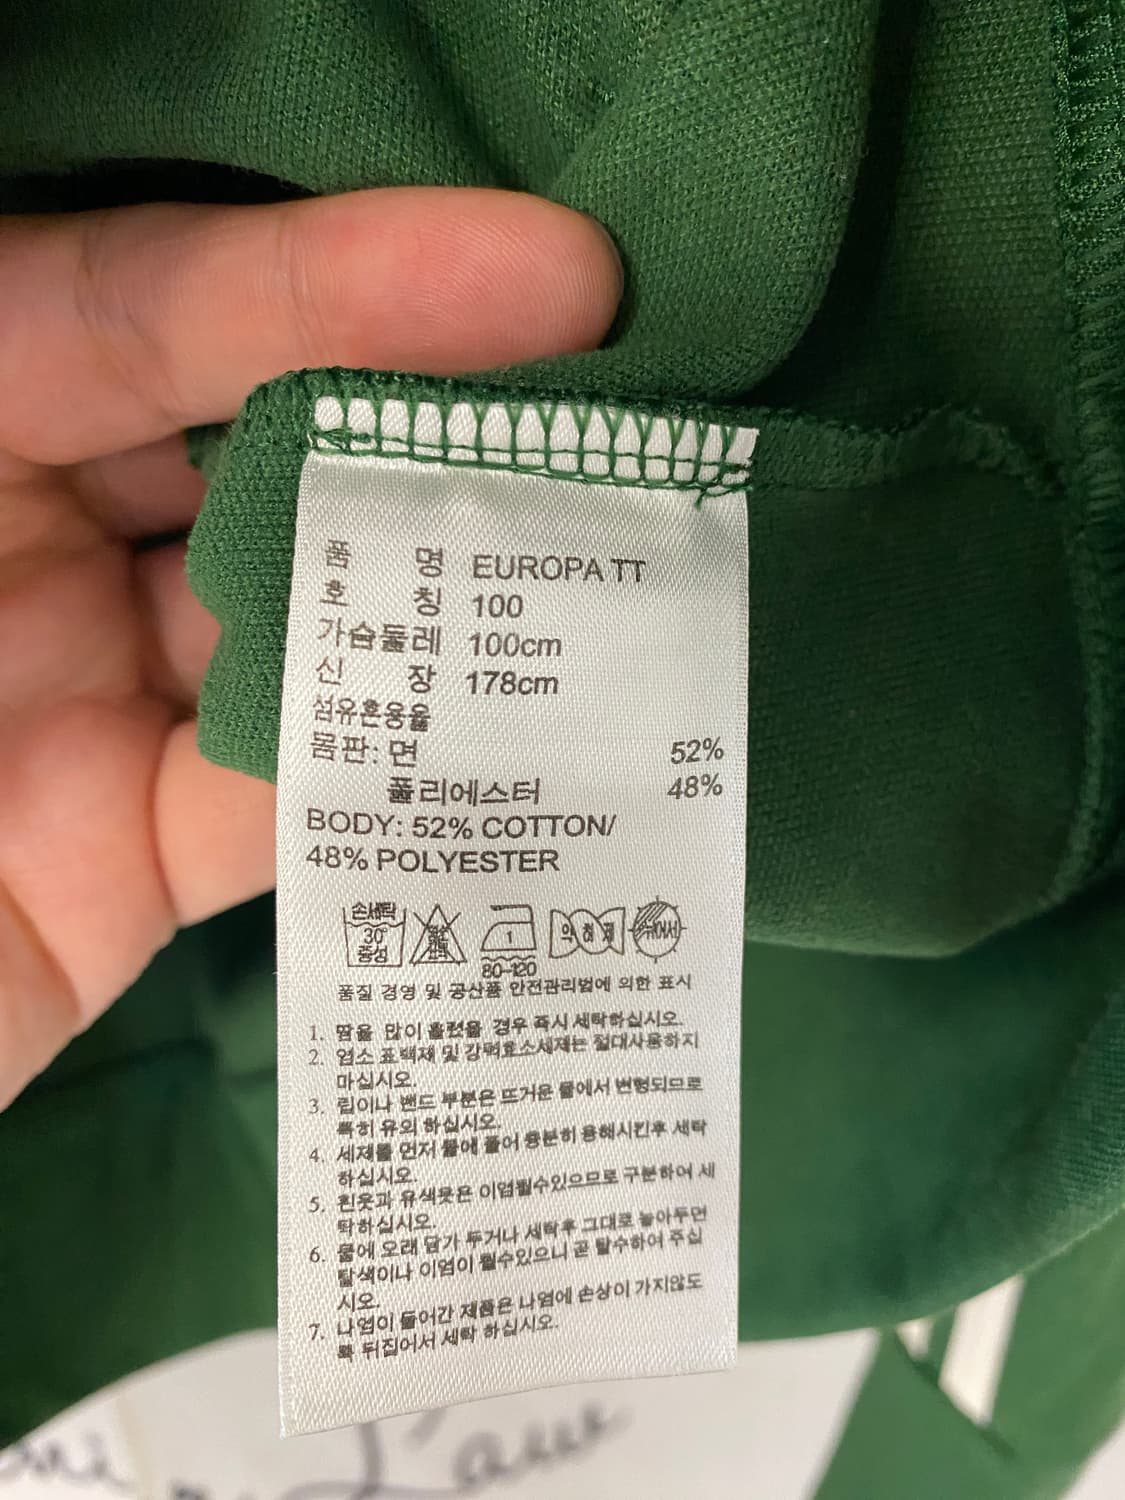 품 명 EUROPA TT
호 칭 100
가슴둘레 100cm
신 장 178cm
섬유혼용율
몸판: 면 52%
폴리에스터 48%
BODY: 52% COTTON/
48% POLYESTER
손세탁
30°
중성
염소
표백
1
80-120
약하게
뉘어서
품질 경영 및 공산품 안전관리법에 의한 표시
1. 땀을 많이 흘렸을 경우 즉시 세탁하십시오.
2. 염소 표백제 및 강력효소세제는 절대사용하지
마십시오.
3. 립이나 밴드 부분은 뜨거운 물에서 변형되므로
특히 유의 하십시오.
4. 세제를 먼저 물에 풀어 충분히 용해시킨후 세탁
하십시오.
5. 흰옷과 유색옷은 이염될수있으므로 구분하여 세
탁하십시오.
6. 물에 오래 담가 두거나 세탁후 그대로 놓아두면
탈색이나 이염이 될수있으니 곧 탈수하여 주십
시오.
7. 나염이 들어간 제품은 나염에 손상이 가지않도
록 뒤집어서 세탁 하십시오.